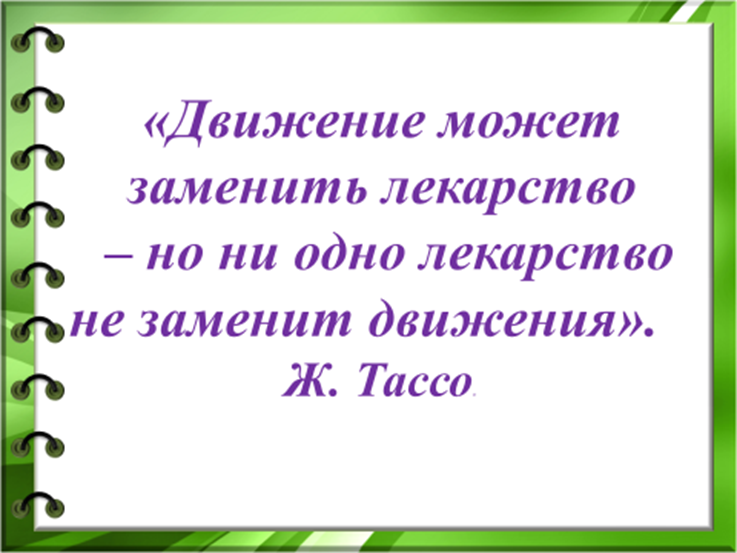 «Движение может
заменить лекарство
– но ни одно лекарство
не заменит движения».
Ж. Тассо.